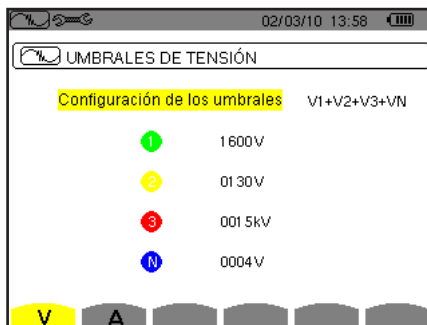 02/03/10 13:58
UMBRALES DE TENSIÓN
Configuración de los umbrales V1+V2+V3+VN
1 1600V
2 0130V
3 0015kV
N 0004V
V A